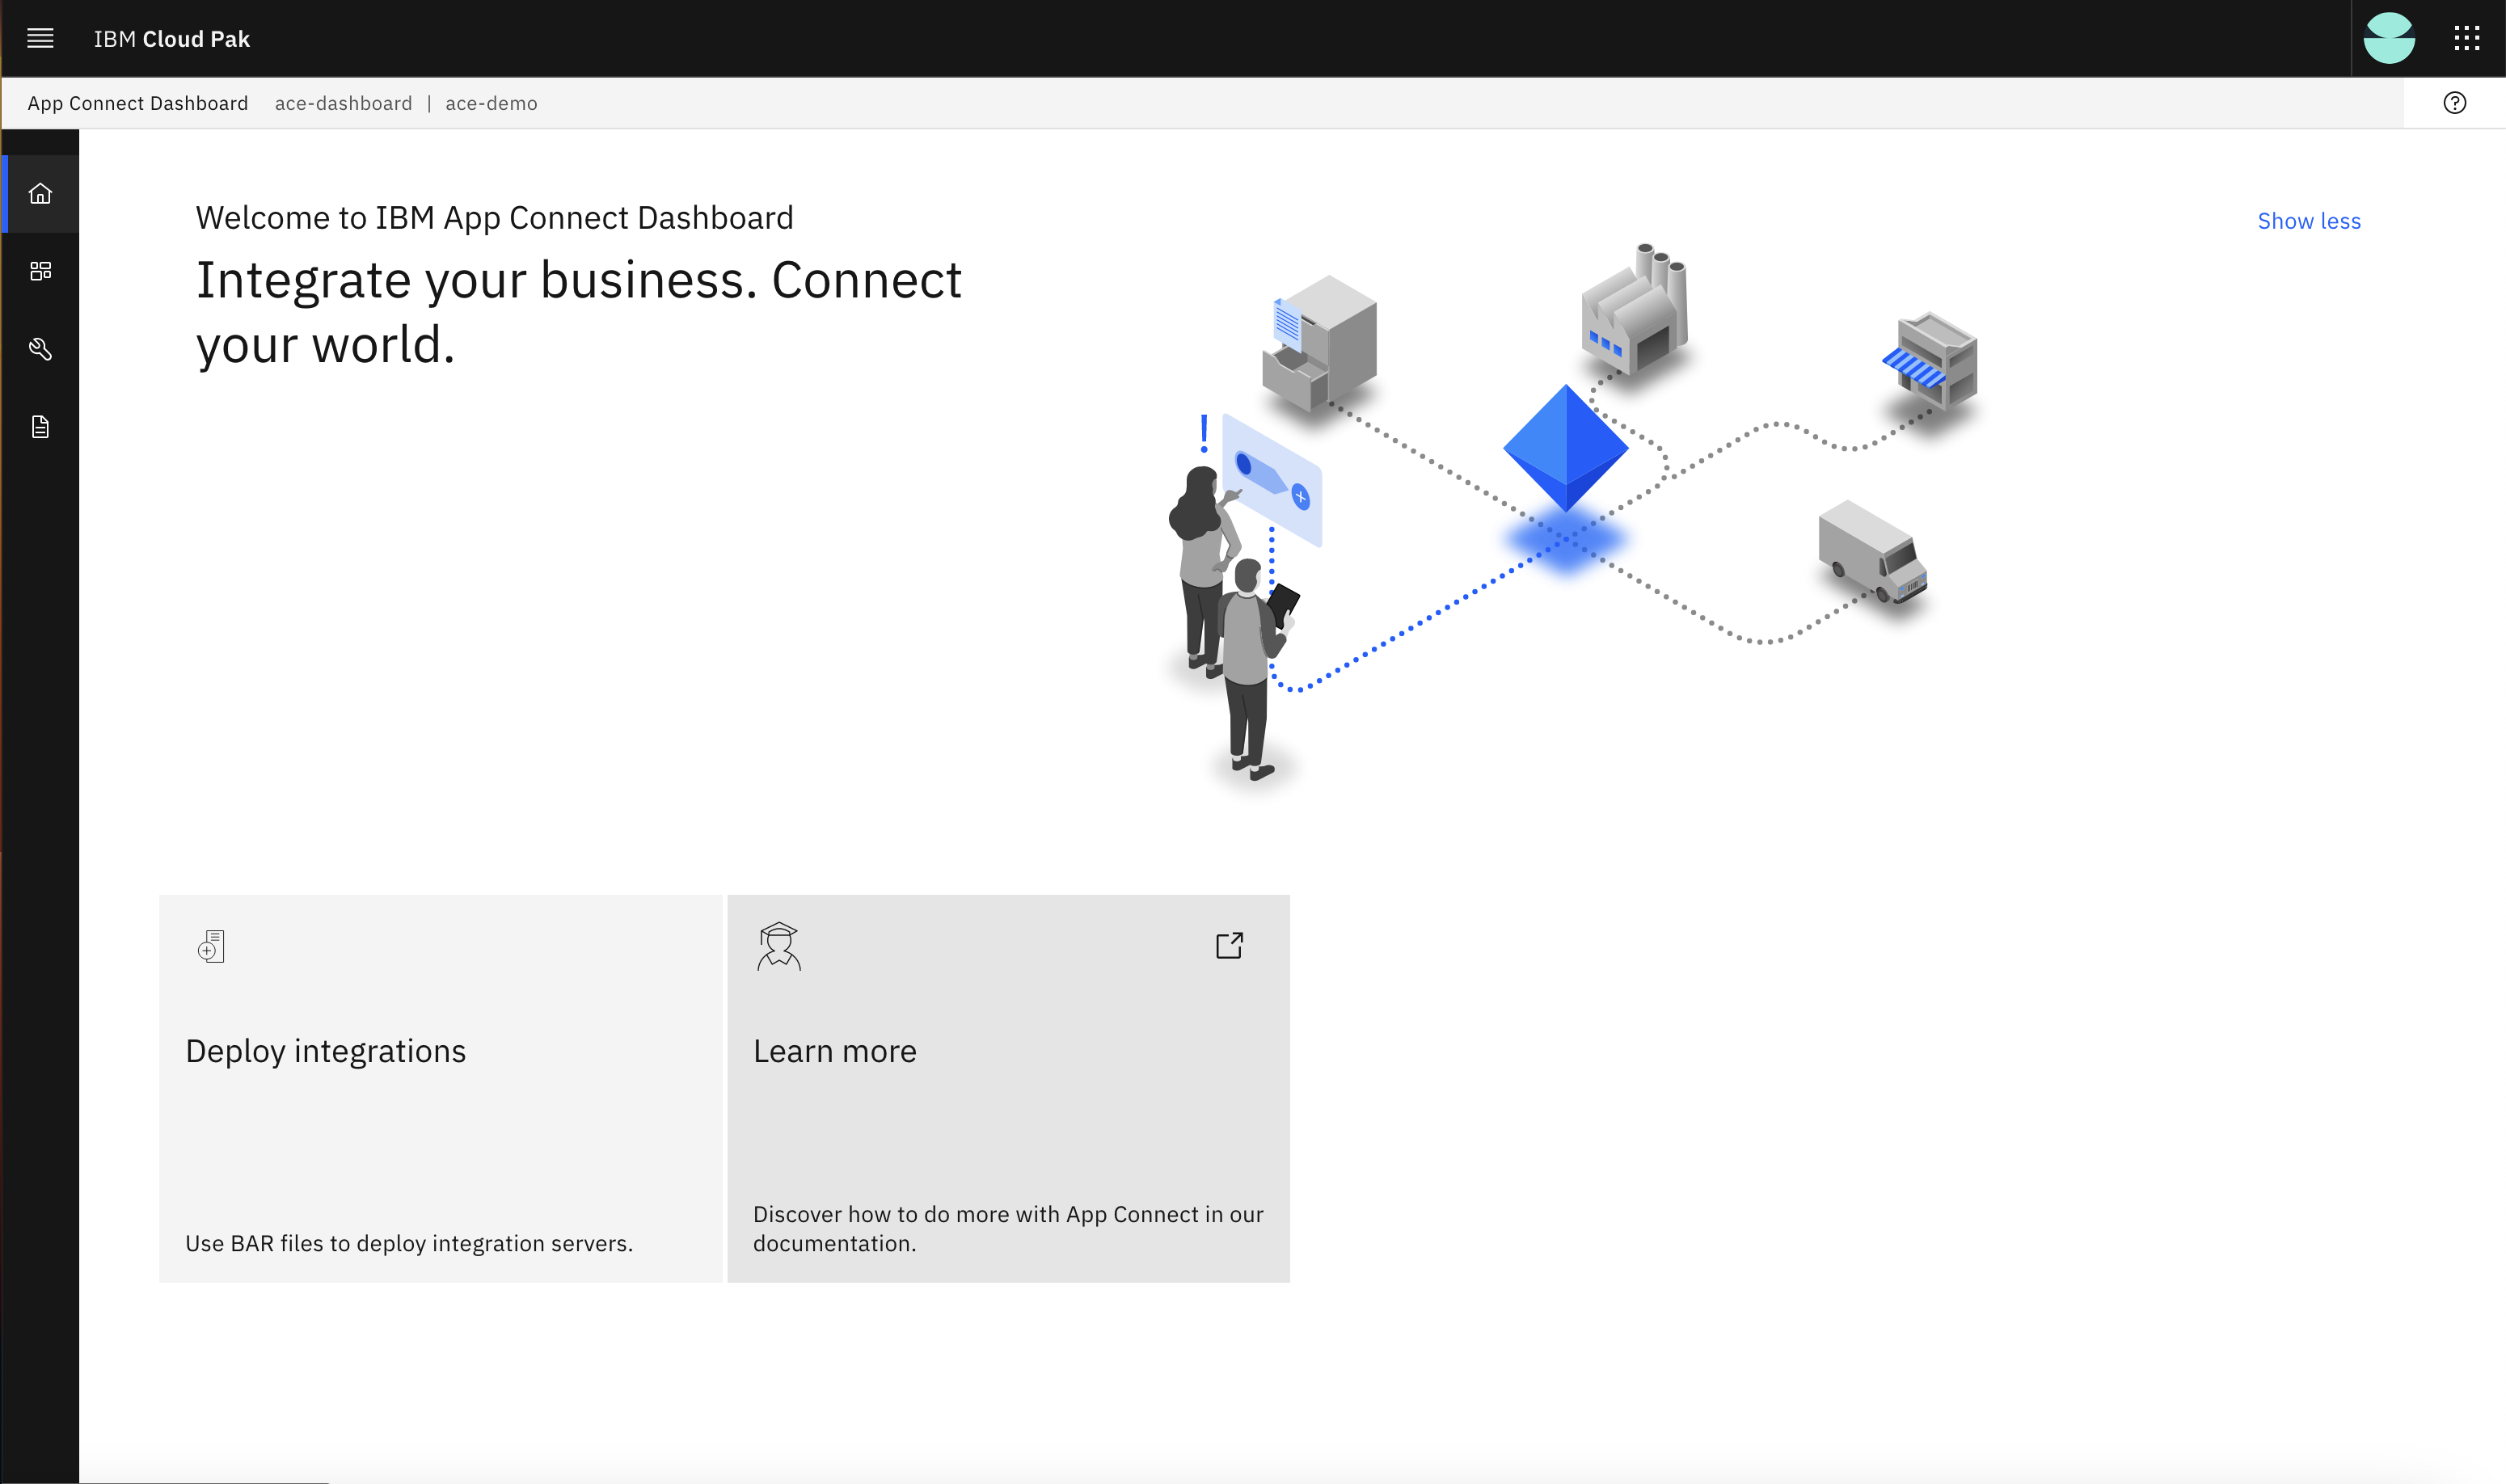 IBM Cloud Pak
App Connect Dashboard ace-dashboard | ace-demo
Welcome to IBM App Connect Dashboard
Show less
Integrate your business. Connect
your world.
Deploy integrations
Use BAR files to deploy integration servers.
Learn more
Discover how to do more with App Connect in our
documentation.